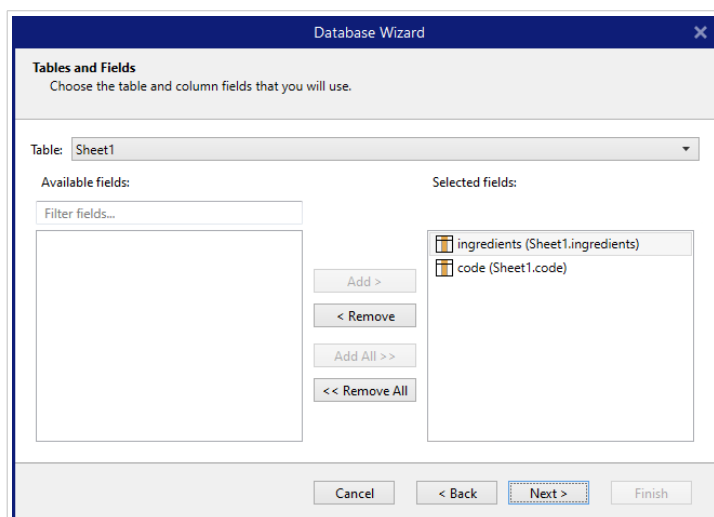 Database Wizard
Tables and Fields
Choose the table and column fields that you will use.
Table: Sheet1
Available fields:
Selected fields:
Filter fields...
ingredients (Sheet1.ingredients)
code (Sheet1.code)
Add >
< Remove
Add All >>
<< Remove All
Cancel
< Back
Next >
Finish